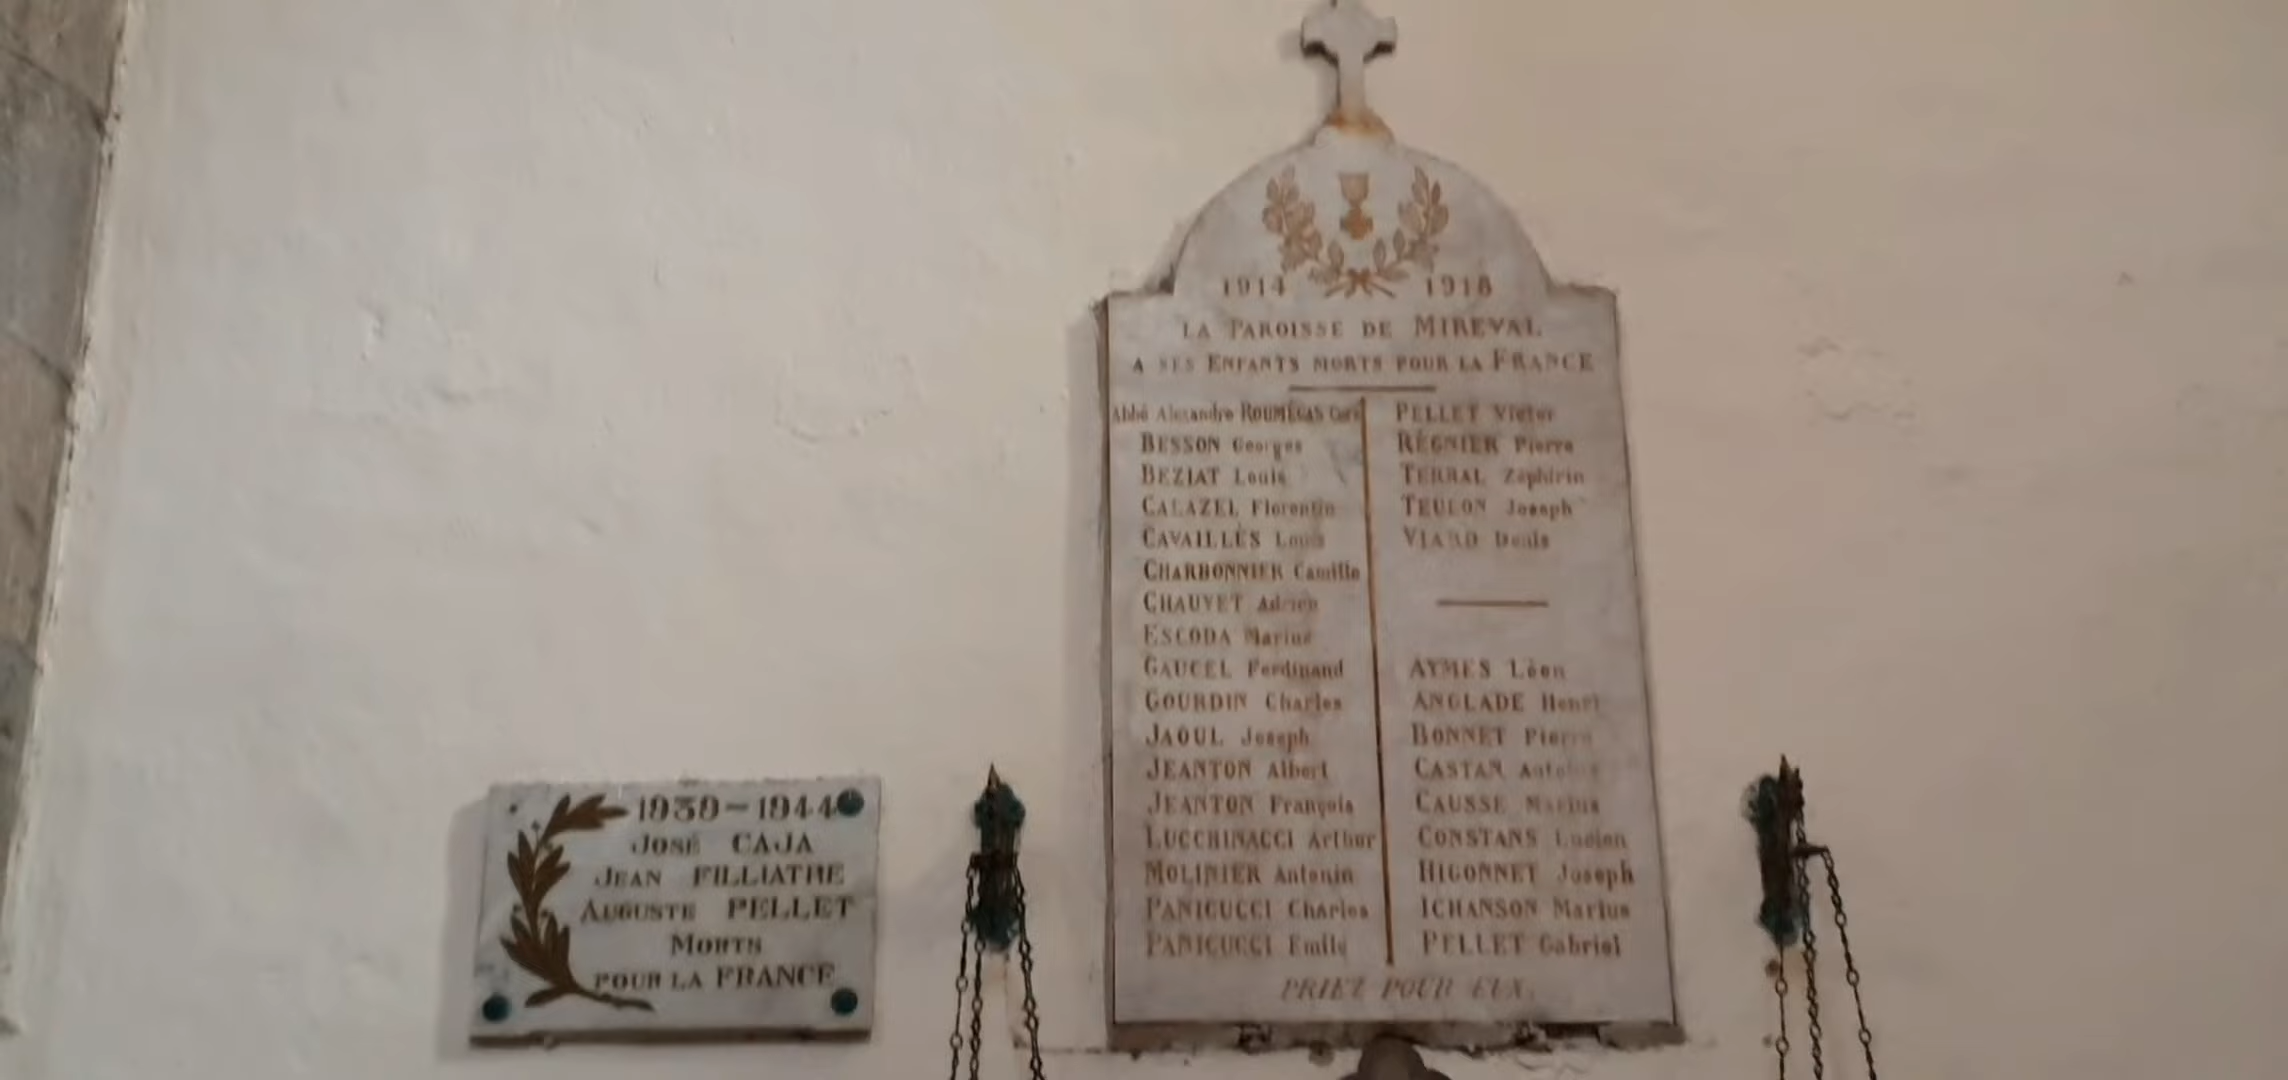 1939-1944
José CAJA
Jean FILLIATRE
Auguste PELLET
Morts
pour la FRANCE
1914 1918
La Paroisse de Mireval
a ses Enfants morts pour la France
Abbé Alexandre ROUMÉGAS Curé
BESSON Georges
BEZIAT Louis
CALAZEL Florentin
CAVAILLÈS Louis
CHARBONNIER Camille
CHAUVET Adrien
ESCODA Marius
GAUCEL Ferdinand
GOURDIN Charles
JAOUL Joseph
JEANTON Albert
JEANTON François
LUCCHINACCI Arthur
MOLINIER Antonin
PANICUCCI Charles
PANICUCCI Emile
PELLET Victor
RÉGNIER Pierre
TERRAL Zéphirin
TEULON Joseph
VIARD Denis
AYMES Léon
ANGLADE Henri
BONNET Pierre
CASTAN
CAUSSE Marius
CONSTANS Lucien
HIGONNET Joseph
ICHANSON Marius
PELLET Gabriel
PRIEZ POUR EUX.